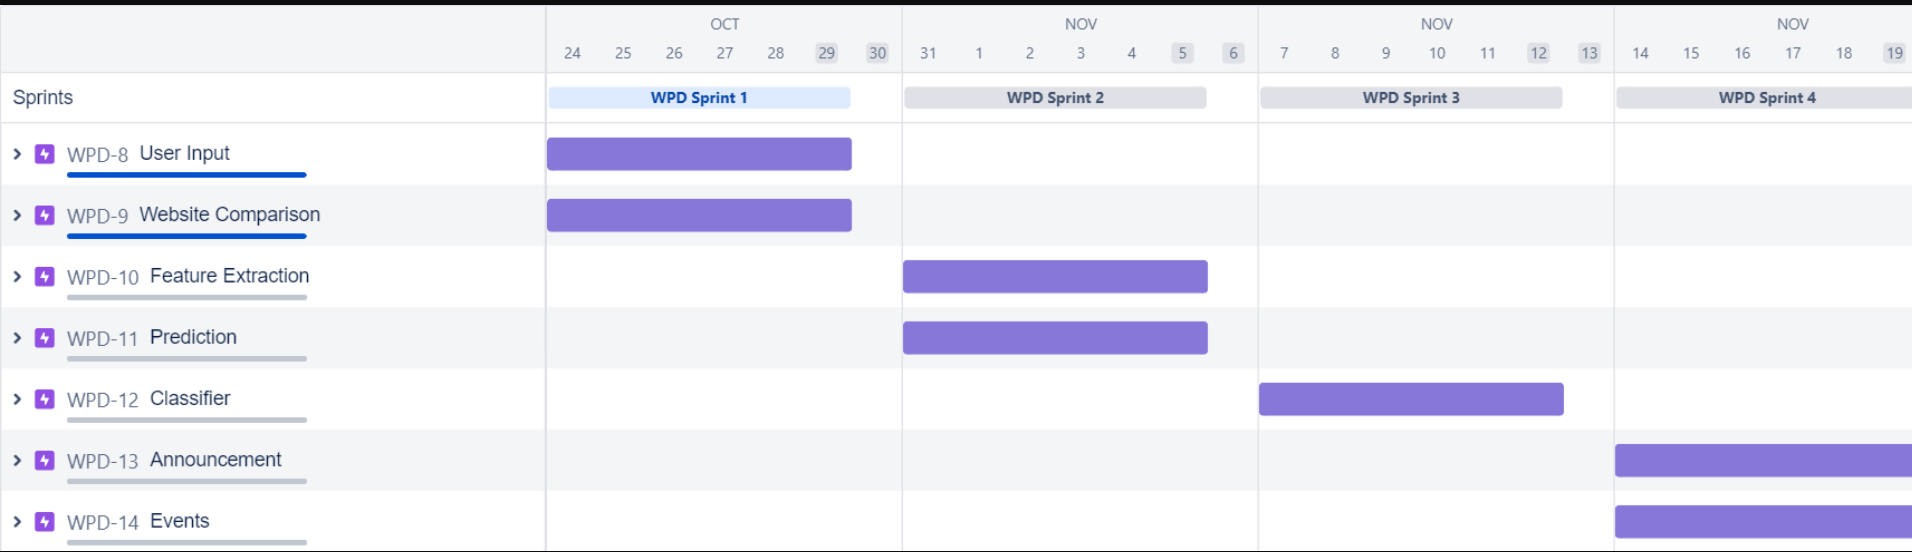 OCT NOV NOV NOV
24 25 26 27 28 29 30 31 1 2 3 4 5 6 7 8 9 10 11 12 13 14 15 16 17 18 19
Sprints WPD Sprint 1 WPD Sprint 2 WPD Sprint 3 WPD Sprint 4
WPD-8 User Input
WPD-9 Website Comparison
WPD-10 Feature Extraction
WPD-11 Prediction
WPD-12 Classifier
WPD-13 Announcement
WPD-14 Events